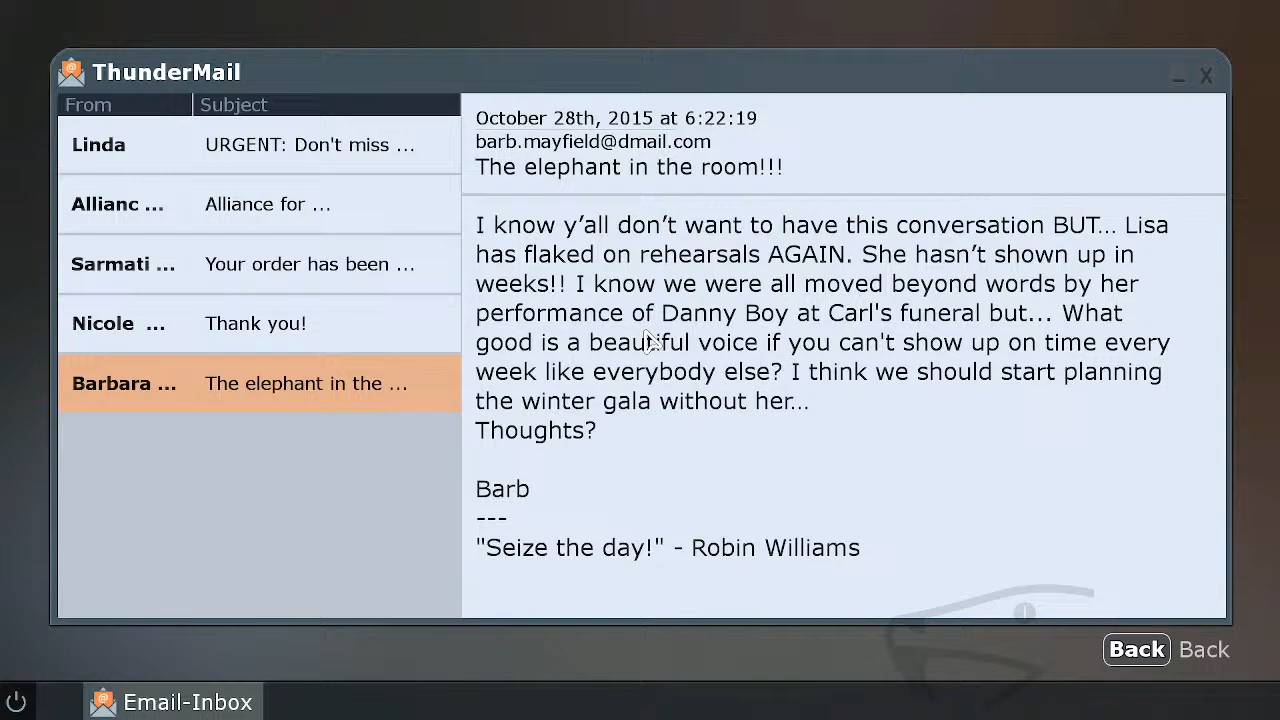 ThunderMail
From Subject
Linda URGENT: Don't miss ...
Allianc ... Alliance for ...
Sarmati ... Your order has been ...
Nicole ... Thank you!
Barbara ... The elephant in the ...
October 28th, 2015 at 6:22:19
barb.mayfield@dmail.com
The elephant in the room!!!
I know y’all don’t want to have this conversation BUT... Lisa
has flaked on rehearsals AGAIN. She hasn’t shown up in
weeks!! I know we were all moved beyond words by her
performance of Danny Boy at Carl's funeral but... What
good is a beautiful voice if you can't show up on time every
week like everybody else? I think we should start planning
the winter gala without her...
Thoughts?
Barb
---
"Seize the day!" - Robin Williams
Back Back
Email-Inbox